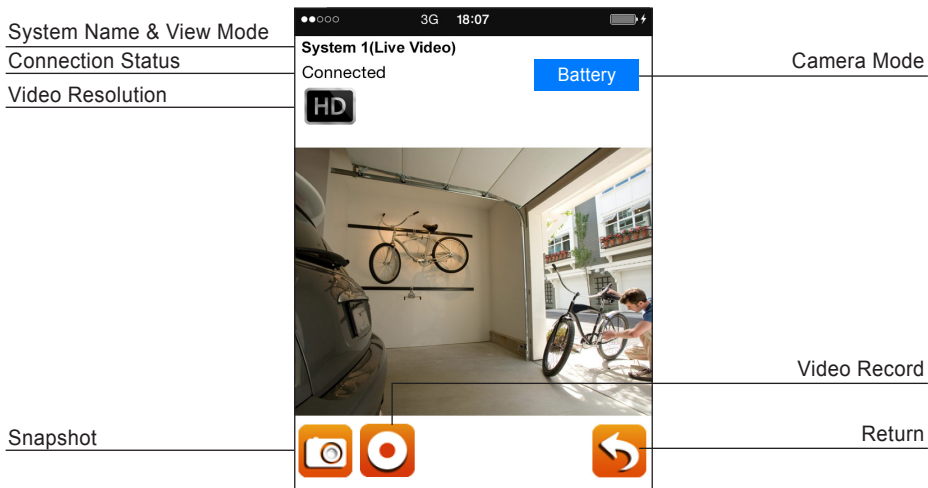 3G 18:07
System Name & View Mode
System 1(Live Video)
Connection Status
Connected
Battery
Camera Mode
Video Resolution
HD
Video Record
Snapshot
Return